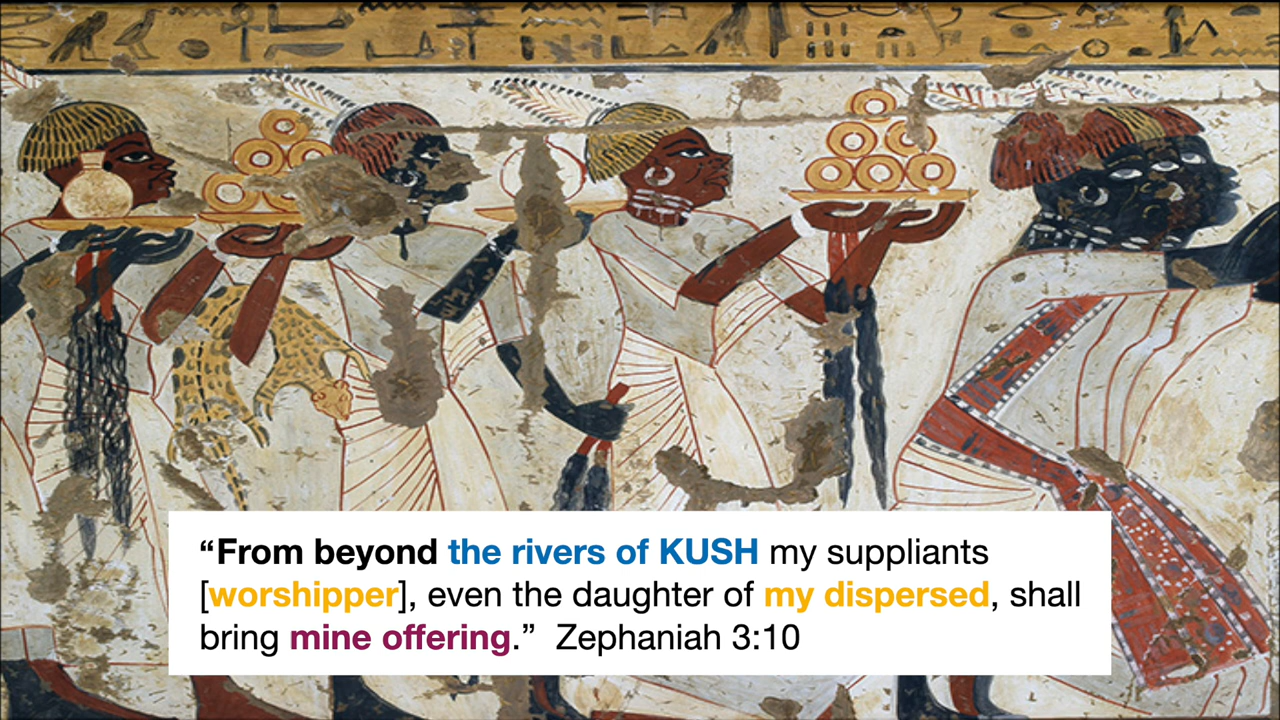 “From beyond the rivers of KUSH my suppliants
[worshipper], even the daughter of my dispersed, shall
bring mine offering.” Zephaniah 3:10